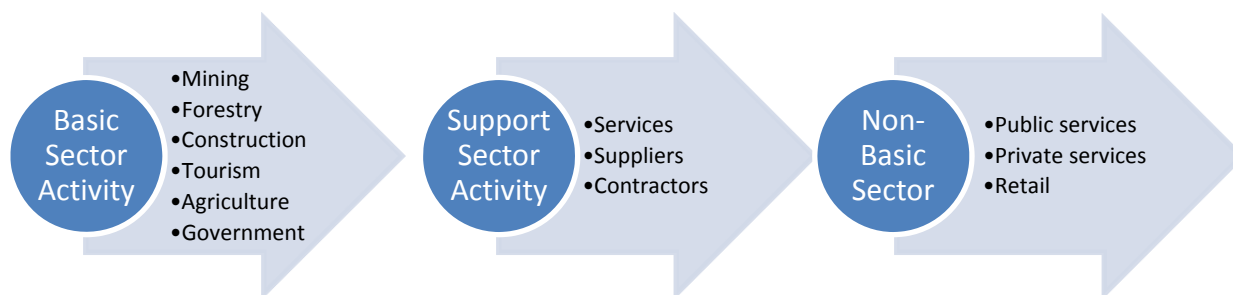 Basic
Sector
Activity
•Mining
•Forestry
•Construction
•Tourism
•Agriculture
•Government
Support
Sector
Activity
•Services
•Suppliers
•Contractors
Non-
Basic
Sector
•Public services
•Private services
•Retail